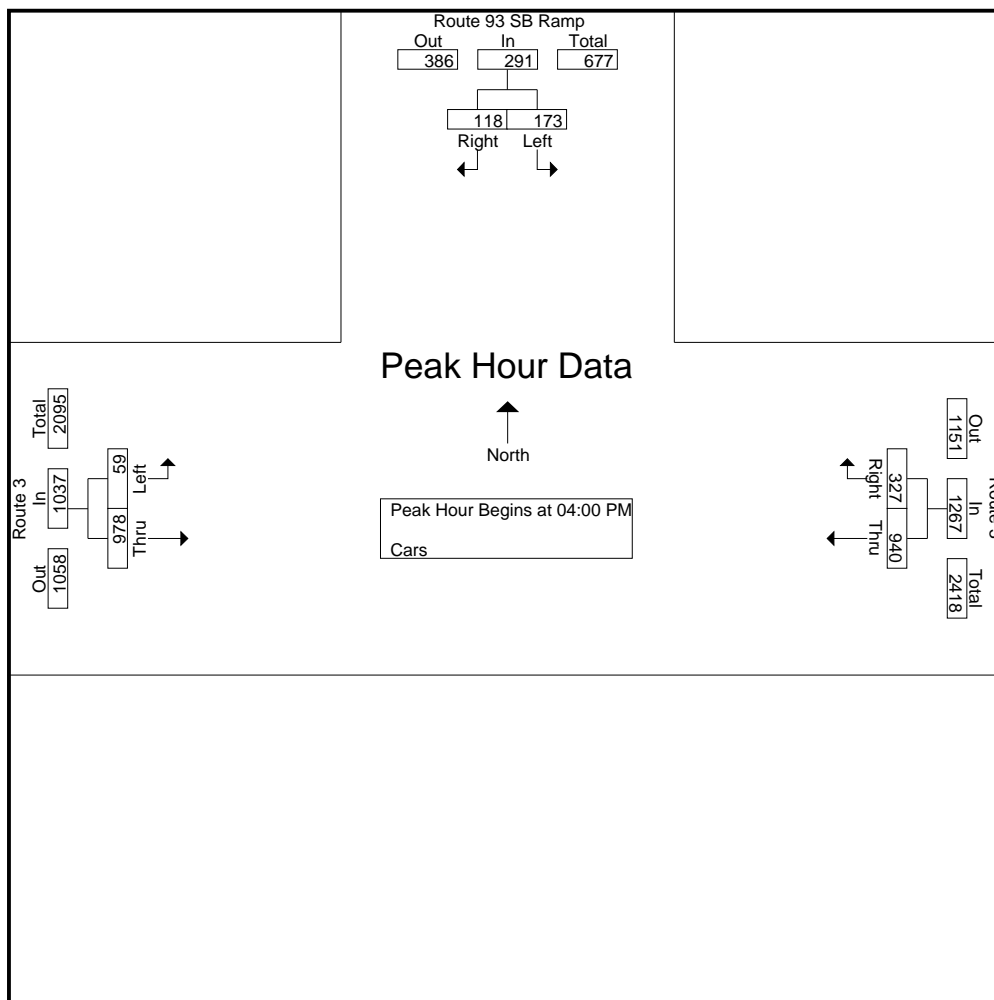 Route 93 SB Ramp
Out In Total
386 291 677
118 173
Right Left
Peak Hour Data
North
Peak Hour Begins at 04:00 PM
Cars
Route 3
Total In Out
2095 1037 1058
59 978
Left Thru
Out In Total
1151 1267 2418
327 940
Right Thru